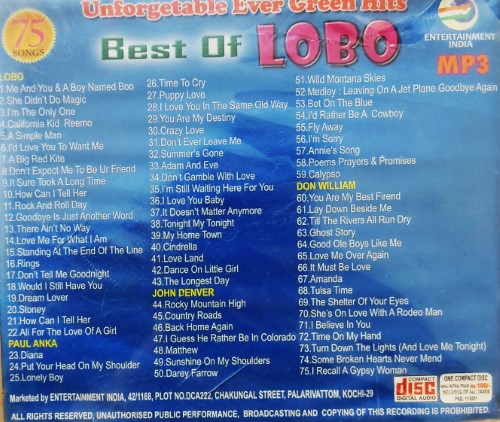 Unforgetable Ever Green Hits
75
SONGS
Best Of LOBO
ENTERTAINMENT
INDIA
MP3
LOBO
1.Me And You & A Boy Named Boo
2.She Didn't Do Magic
3.I'm The Only One
4.California Kid Reemo
5.A Simple Man
6.I'd Love You To Want Me
7.A Big Red Kite
8.Don't Expect Me To Be Ur Friend
9.It Sure Took A Long Time
10.How Can I Tell Her
11.Rock And Roll Day
12.Goodbye Is Just Another Word
13.There Ain't No Way
14.Love Me For What I Am
15.Standing At The End Of The Line
16.Rings
17.Don't Tell Me Goodnight
18.Would I Still Have You
19.Dream Lover
20.Stoney
21.How Can I Tell Her
22.All For The Love Of A Girl
PAUL ANKA
23.Diana
24.Put Your Head On My Shoulder
25.Lonely Boy
26.Time To Cry
27.Puppy Love
28.I Love You In The Same Old Way
29.You Are My Destiny
30.Crazy Love
31.Don't Ever Leave Me
32.Summer's Gone
33.Adam and Eve
34.Don't Gamble With Love
35.I'm Still Waiting Here For You
36.I Love You Baby
37.It Doesn't Matter Anymore
38.Tonight My Tonight
39.My Home Town
40.Cindrella
41.Love Land
42.Dance On Little Girl
43.The Longest Day
JOHN DENVER
44.Rocky Mountain High
45.Country Roads
46.Back Home Again
47.I Guess He Rather Be In Colorado
48.Matthew
49.Sunshine On My Shoulders
50.Darey Farrow
51.Wild Montana Skies
52.Medley : Leaving On A Jet Plane Goodbye Again
53.Bet On The Blue
54.I'd Rather Be A Cowboy
55.Fly Away
56.I'm Sorry
57.Annie's Song
58.Poems Prayers & Promises
59.Calypso
DON WILLIAM
60.You Are My Best Firend
61.Lay Down Beside Me
62.Till The Rivers All Run Dry
63.Ghost Story
64.Good Ole Boys Like Me
65.Love Me Over Again
66.It Must Be Love
67.Amanda
68.Tulsa Time
69.The Shelter Of Your Eyes
70.She's On Love With A Rodeo Man
71.I Believe In You
72.Time On My Hand
73.Turn Down The Lights (And Love Me Tonight)
74.Some Broken Hearts Never Mend
75.I Recall A Gypsy Woman
Marketed by ENTERTAINMENT INDIA, 42/1168, PLOT NO.DCA222, CHAKUNGAL STREET, PALARIVATTOM, KOCHI-29
COMPACT
disc
DIGITAL AUDIO
ONE COMPACT DISC
ALL RIGHTS RESERVED, UNAUTHORISED PUBLIC PERFORMANCE, BROADCASTING AND COPYING OF THIS RECORDING IS PROHIBITED.